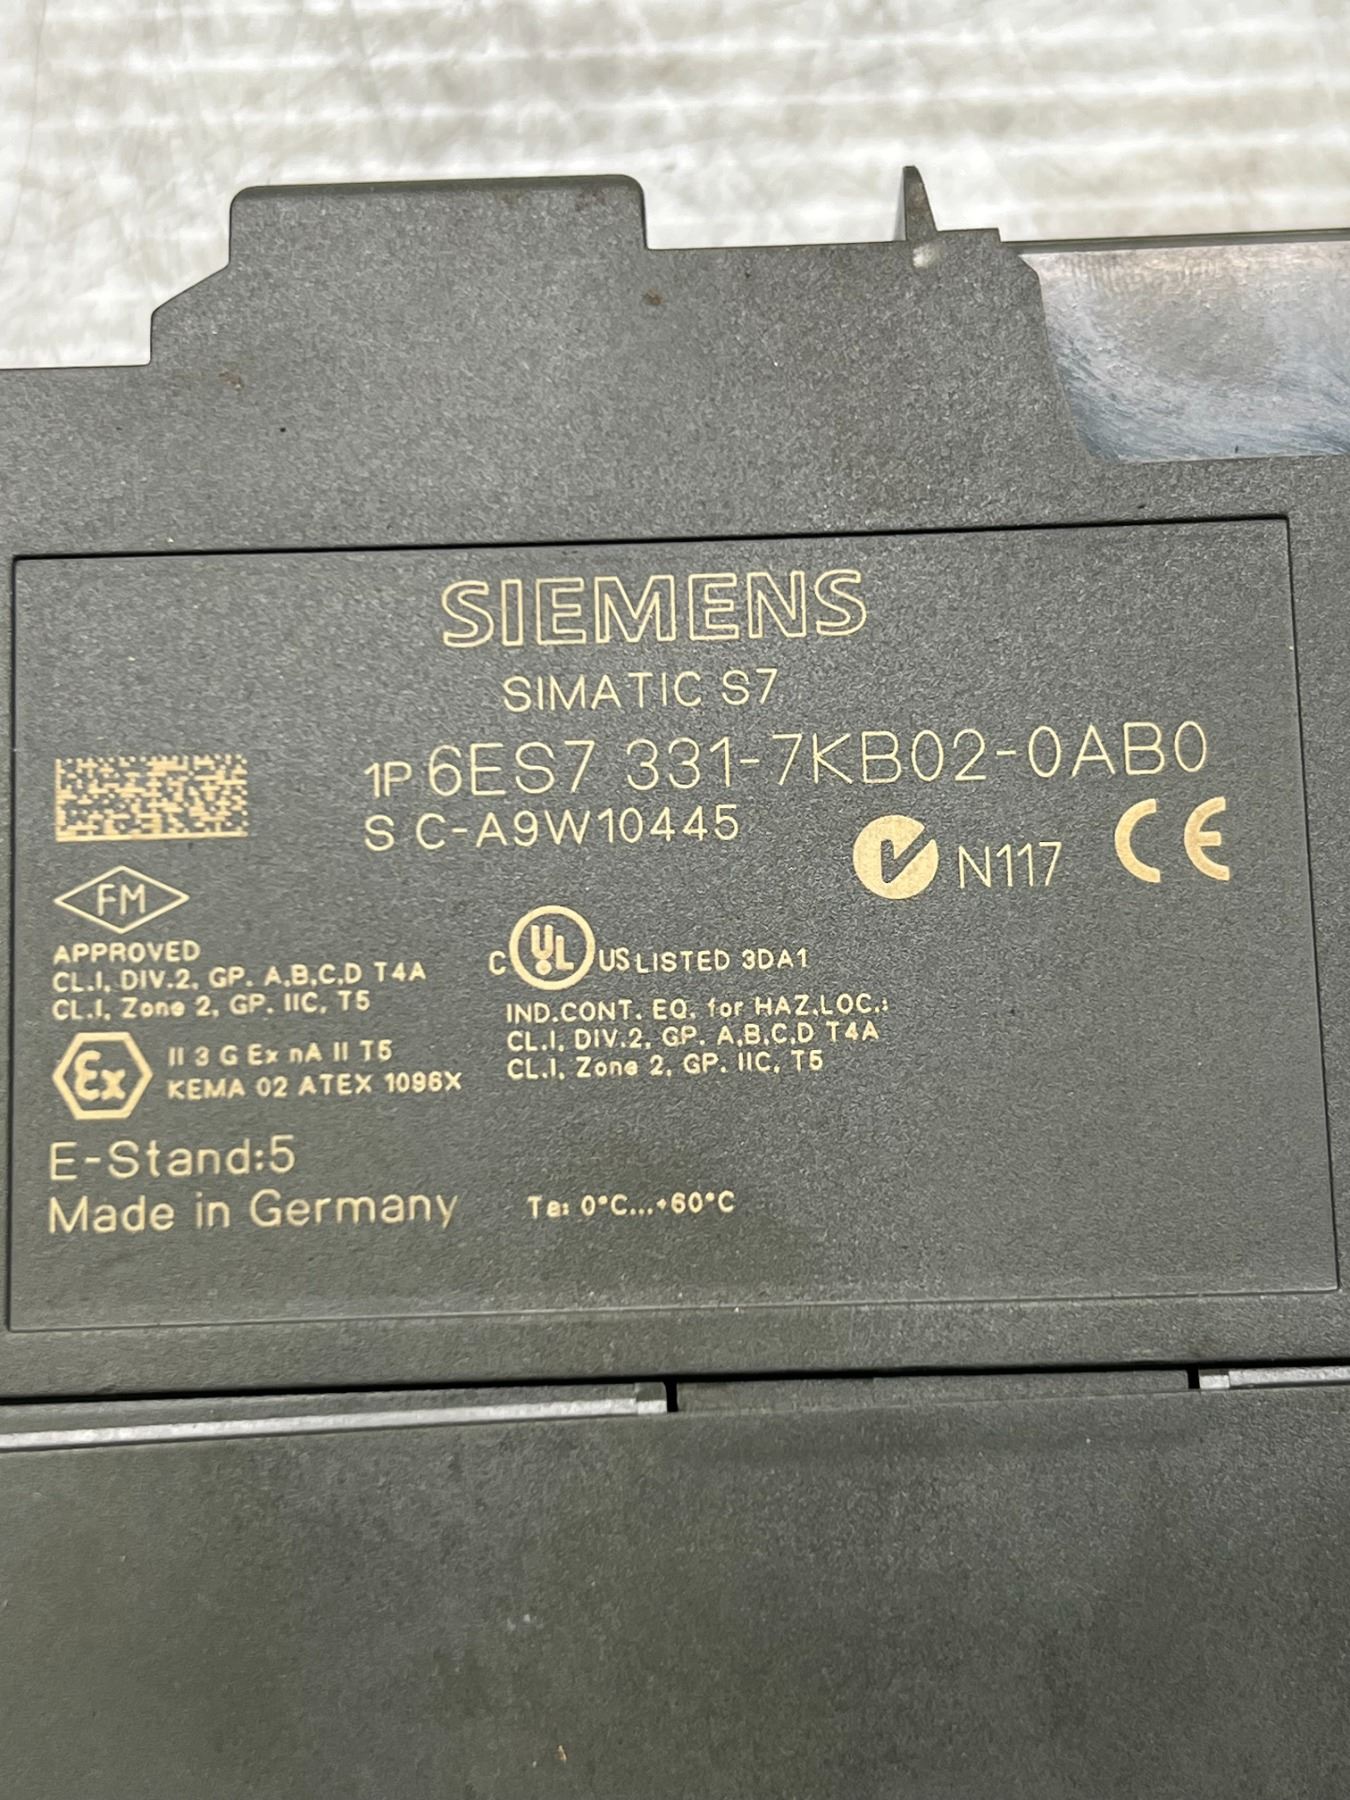 SIEMENS
SIMATIC S7
1P 6ES7 331-7KB02-0AB0
S C-A9W10445
N117 CE
FM
APPROVED
CL.I, DIV.2, GP. A,B,C,D T4A
CL.I, Zone 2, GP. IIC, T5
C UL US LISTED 3DA1
IND.CONT. EQ. for HAZ.LOC.:
CL.I, DIV.2, GP. A,B,C,D T4A
CL.I, Zone 2, GP. IIC, T5
Ex II 3 G Ex nA II T5
KEMA 02 ATEX 1096X
E-Stand:5
Made in Germany
Ta: 0°C...+60°C